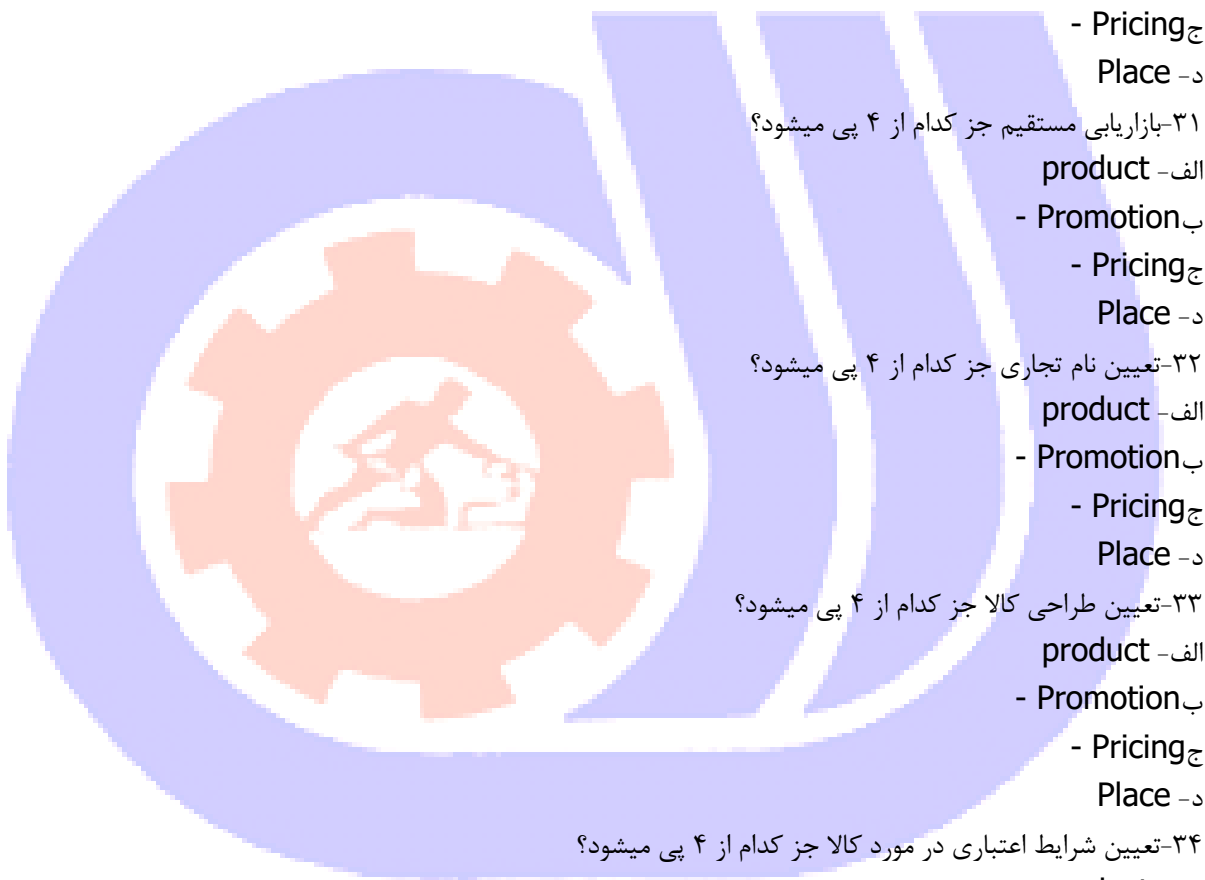 ج- Pricing
د- Place
۳۱-بازاریابی مستقیم جز کدام از ۴ پی میشود؟
الف- product
ب- Promotion
ج- Pricing
د- Place
۳۲-تعیین نام تجاری جز کدام از ۴ پی میشود؟
الف- product
ب- Promotion
ج- Pricing
د- Place
۳۳-تعیین طراحی کالا جز کدام از ۴ پی میشود؟
الف- product
ب- Promotion
ج- Pricing
د- Place
۳۴-تعیین شرایط اعتباری در مورد کالا جز کدام از ۴ پی میشود؟